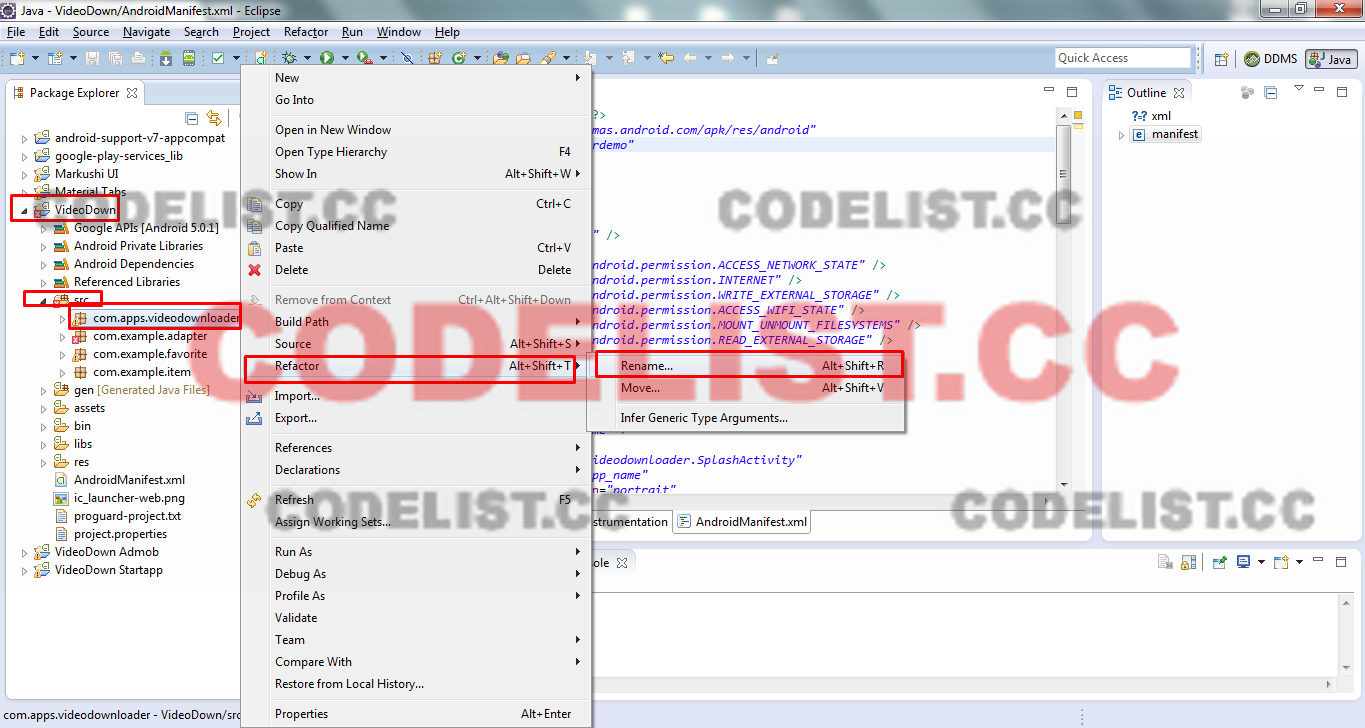 Java - VideoDown/AndroidManifest.xml - Eclipse
File Edit Source Project Refactor Navigate Search Project Refactor Run Window Help
Quick Access
DDMS
Java
Package Explorer
android-support-v7-appcompat
google-play-services_lib
Markushi UI
Material Tabs
VideoDown
Google APIs [Android 5.0.1]
Android Private Libraries
Android Dependencies
Referenced Libraries
src
com.apps.videodownloader
com.example.adapter
com.example.favorite
com.example.item
gen [Generated Java Files]
assets
bin
libs
res
AndroidManifest.xml
ic_launcher-web.png
proguard-project.txt
project.properties
VideoDown Admob
VideoDown Startapp
New
Go Into
Open in New Window
Open Type Hierarchy F4
Show In Alt+Shift+W
Copy Ctrl+C
Copy Qualified Name
Paste Ctrl+V
Delete Delete
Remove from Context Ctrl+Alt+Shift+Down
Build Path
Source Alt+Shift+S
Refactor Alt+Shift+T
Import...
Export...
References
Declarations
Refresh F5
Assign Working Sets...
Run As
Debug As
Profile As
Validate
Team
Compare With
Restore from Local History...
Properties Alt+Enter
Rename... Alt+Shift+R
Move... Alt+Shift+V
Infer Generic Type Arguments...
?>
mas.android.com/apk/res/android"
rdemo"
" />
ndroid.permission.ACCESS_NETWORK_STATE" />
ndroid.permission.INTERNET" />
ndroid.permission.WRITE_EXTERNAL_STORAGE" />
ndroid.permission.ACCESS_WIFI_STATE" />
ndroid.permission.MOUNT_UNMOUNT_FILESYSTEMS" />
ndroid.permission.READ_EXTERNAL_STORAGE" />
ideodownloader.SplashActivity"
pp_name"
n="portrait"
strumentation
AndroidManifest.xml
ole
Outline
?=? xml
e manifest
com.apps.videodownloader - VideoDown/src
CODELIST.CC
CODELIST.CC
CODELIST.CC
CODELIST.CC
CODELIST.CC